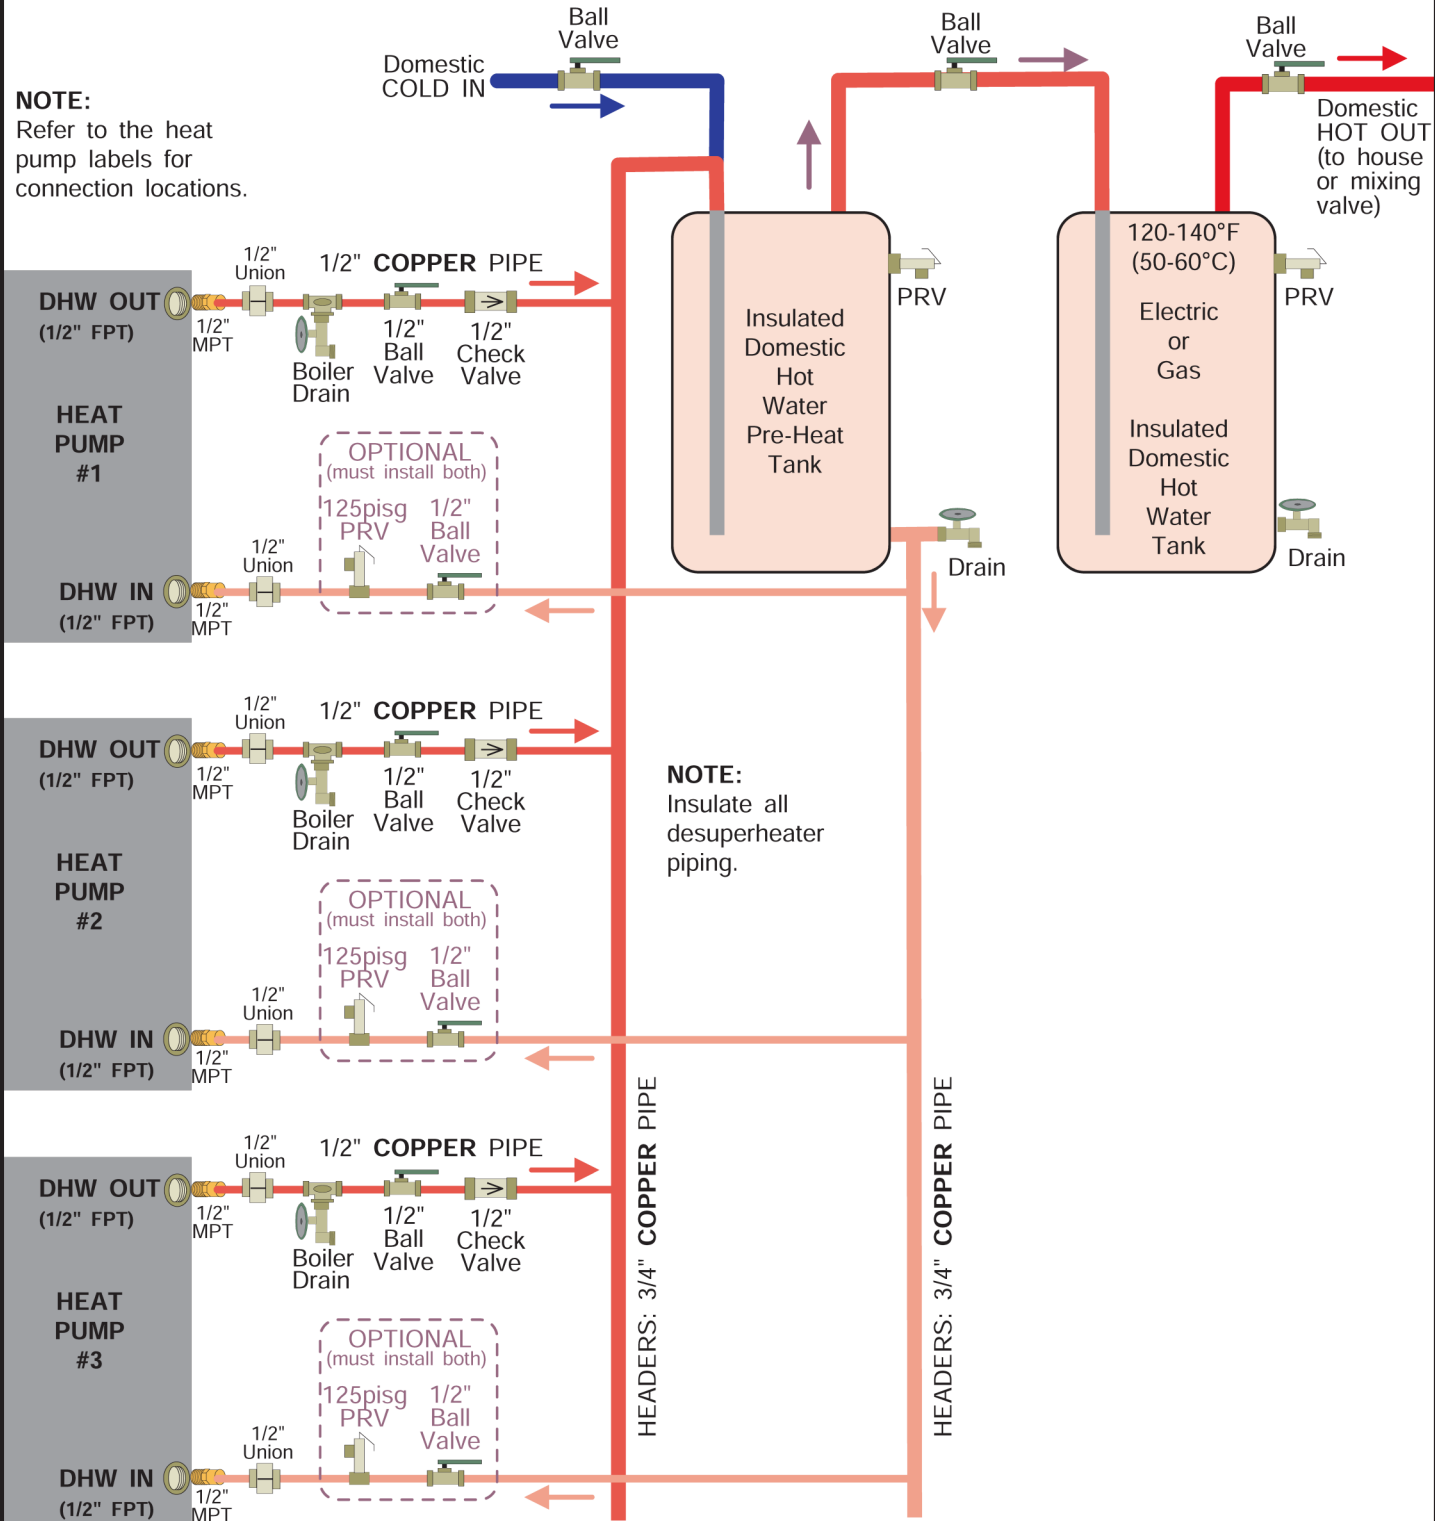 Ball
Valve
Domestic
COLD IN
Ball
Valve
Ball
Valve
Domestic
HOT OUT
(to house
or mixing
valve)
NOTE:
Refer to the heat
pump labels for
connection locations.
120-140°F
(50-60°C)
Electric
or
Gas
Insulated
Domestic
Hot
Water
Tank
PRV
Drain
Insulated
Domestic
Hot
Water
Pre-Heat
Tank
PRV
Drain
DHW OUT
(1/2" FPT)
1/2"
MPT
1/2"
Union
1/2" COPPER PIPE
Boiler
Drain
1/2"
Ball
Valve
1/2"
Check
Valve
HEAT
PUMP
#1
OPTIONAL
(must install both)
125pisg
PRV
1/2"
Ball
Valve
1/2"
Union
DHW IN
(1/2" FPT)
1/2"
MPT
DHW OUT
(1/2" FPT)
1/2"
MPT
1/2"
Union
1/2" COPPER PIPE
Boiler
Drain
1/2"
Ball
Valve
1/2"
Check
Valve
NOTE:
Insulate all
desuperheater
piping.
HEAT
PUMP
#2
OPTIONAL
(must install both)
125pisg
PRV
1/2"
Ball
Valve
1/2"
Union
DHW IN
(1/2" FPT)
1/2"
MPT
HEADERS: 3/4" COPPER PIPE
HEADERS: 3/4" COPPER PIPE
DHW OUT
(1/2" FPT)
1/2"
MPT
1/2"
Union
1/2" COPPER PIPE
Boiler
Drain
1/2"
Ball
Valve
1/2"
Check
Valve
HEAT
PUMP
#3
OPTIONAL
(must install both)
125pisg
PRV
1/2"
Ball
Valve
1/2"
Union
DHW IN
(1/2" FPT)
1/2"
MPT